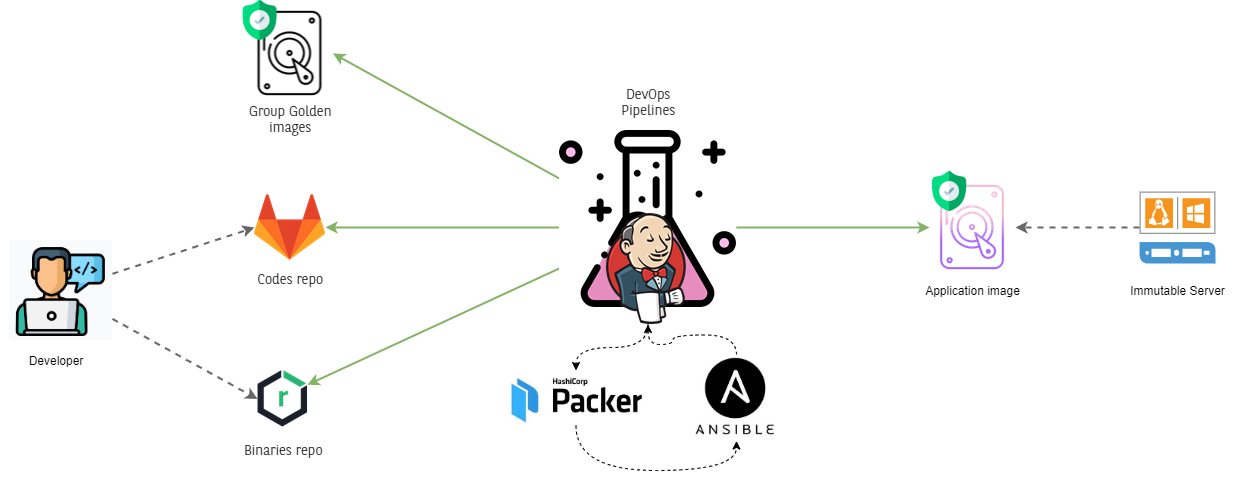 Group Golden
images
DevOps
Pipelines
Codes repo
</>
Application image
Immutable Server
Developer
r
HashiCorp
Packer
A
ANSIBLE
Binaries repo